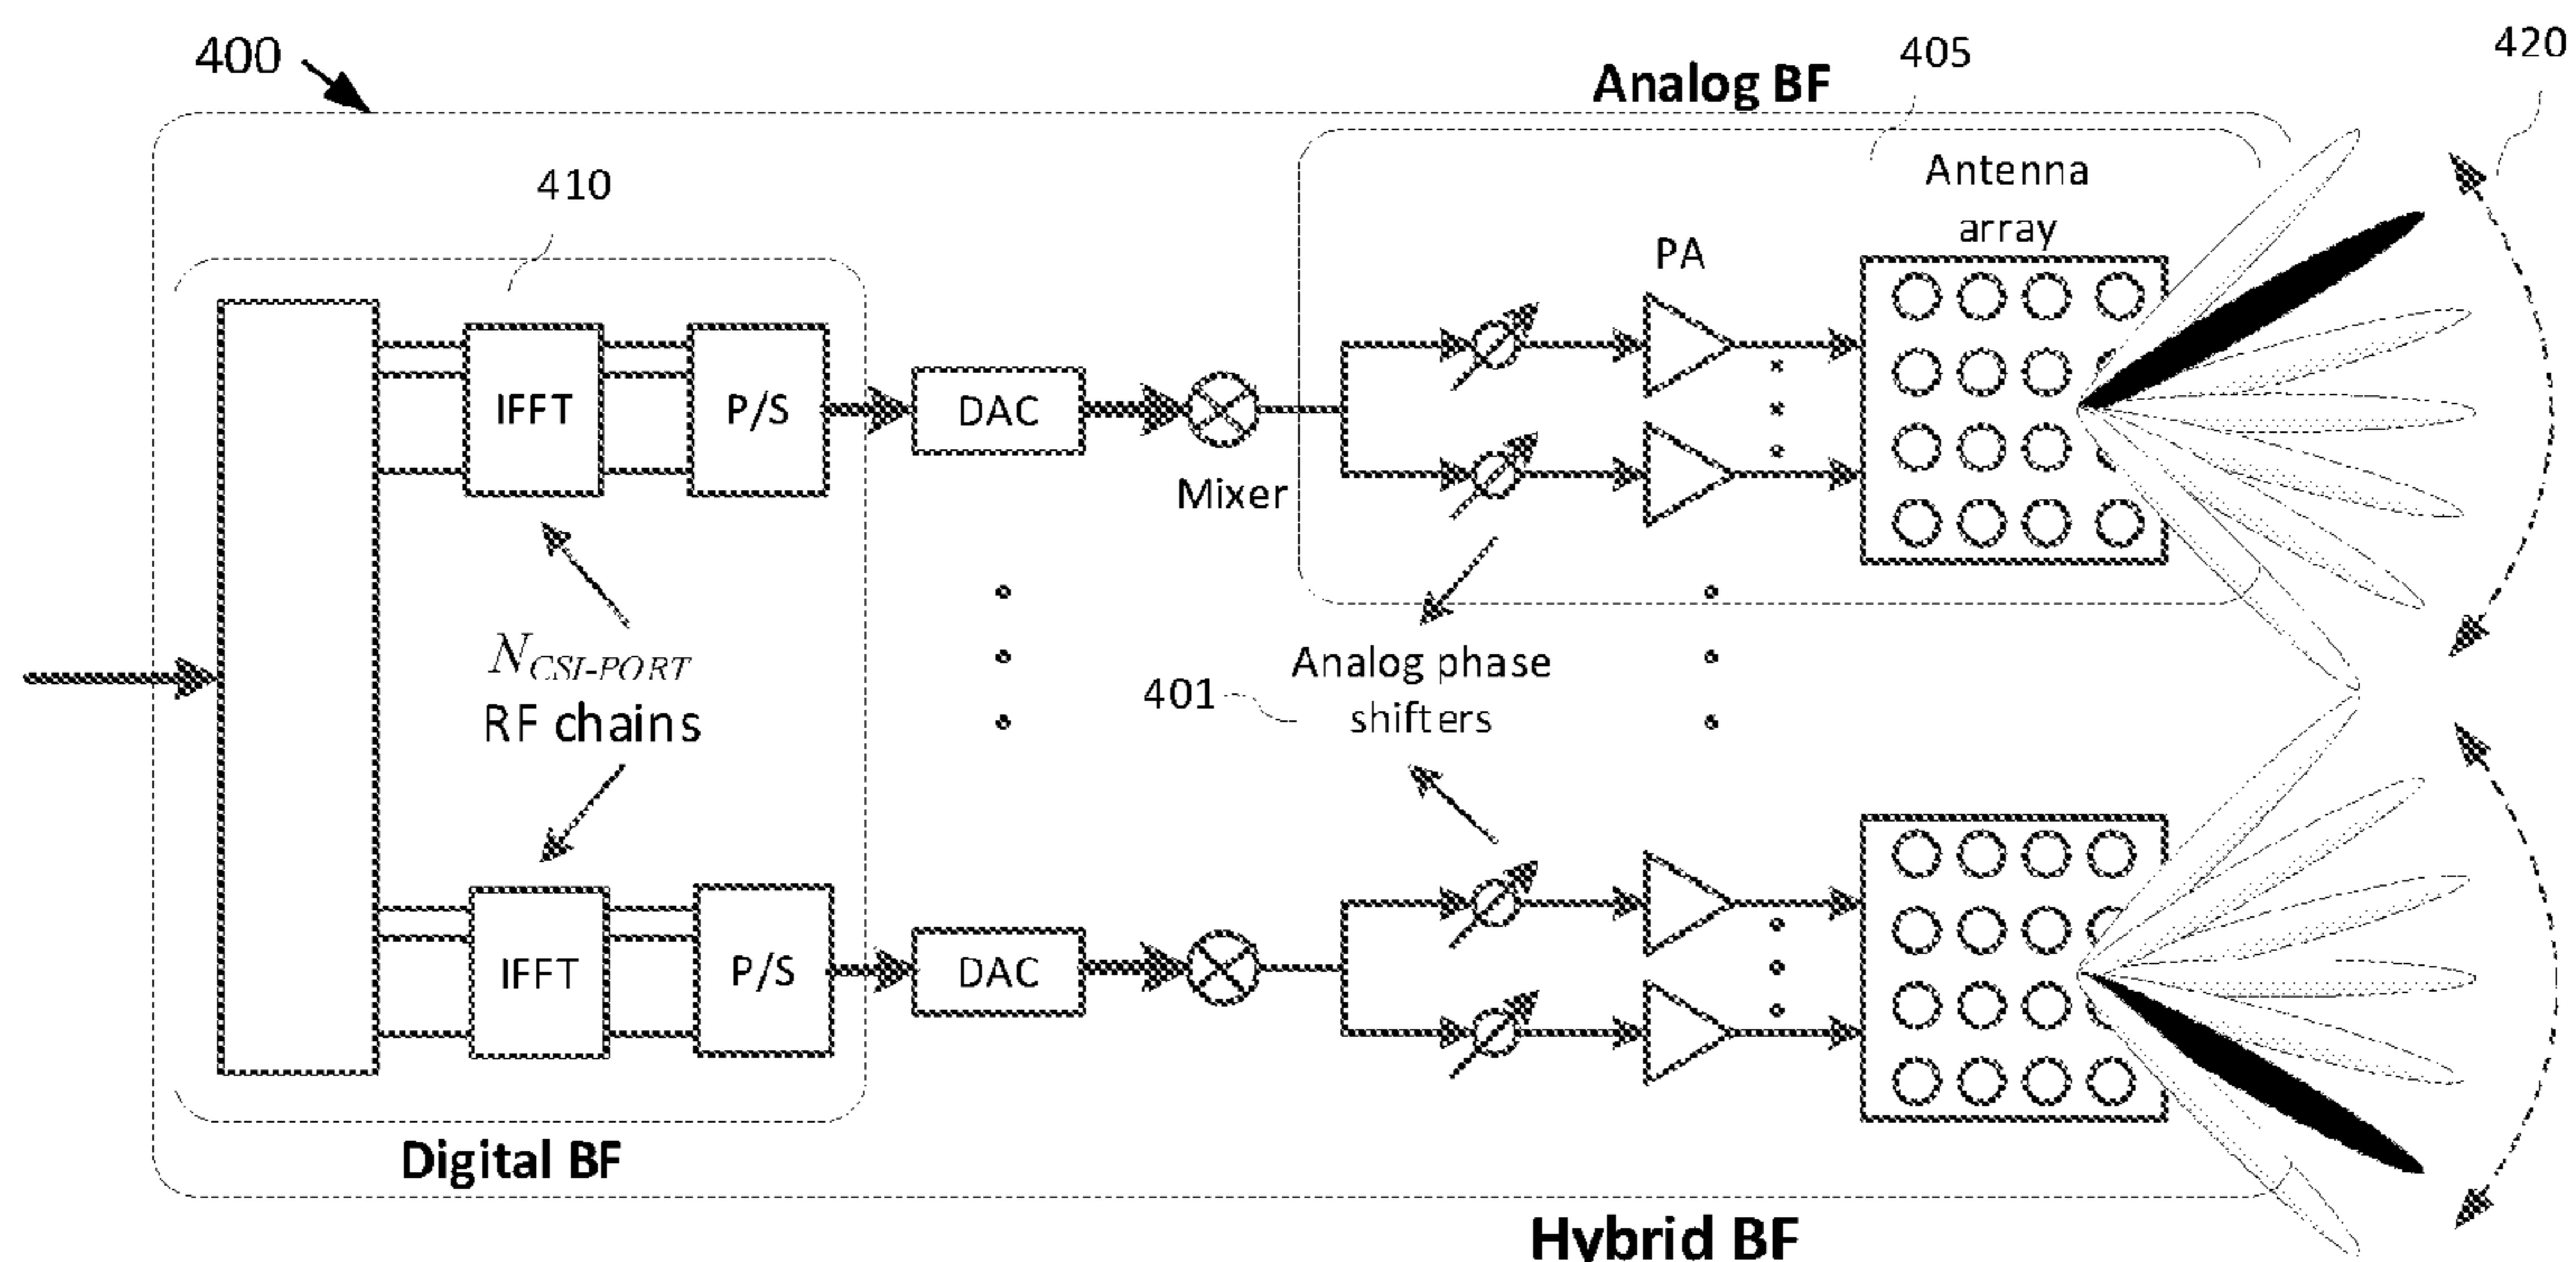 400
Analog BF
405
420
410
Antenna
array
PA
IFFT
P/S
DAC
Mixer
N_CSI-PORT
RF chains
401
Analog phase
shifters
IFFT
P/S
DAC
Digital BF
Hybrid BF